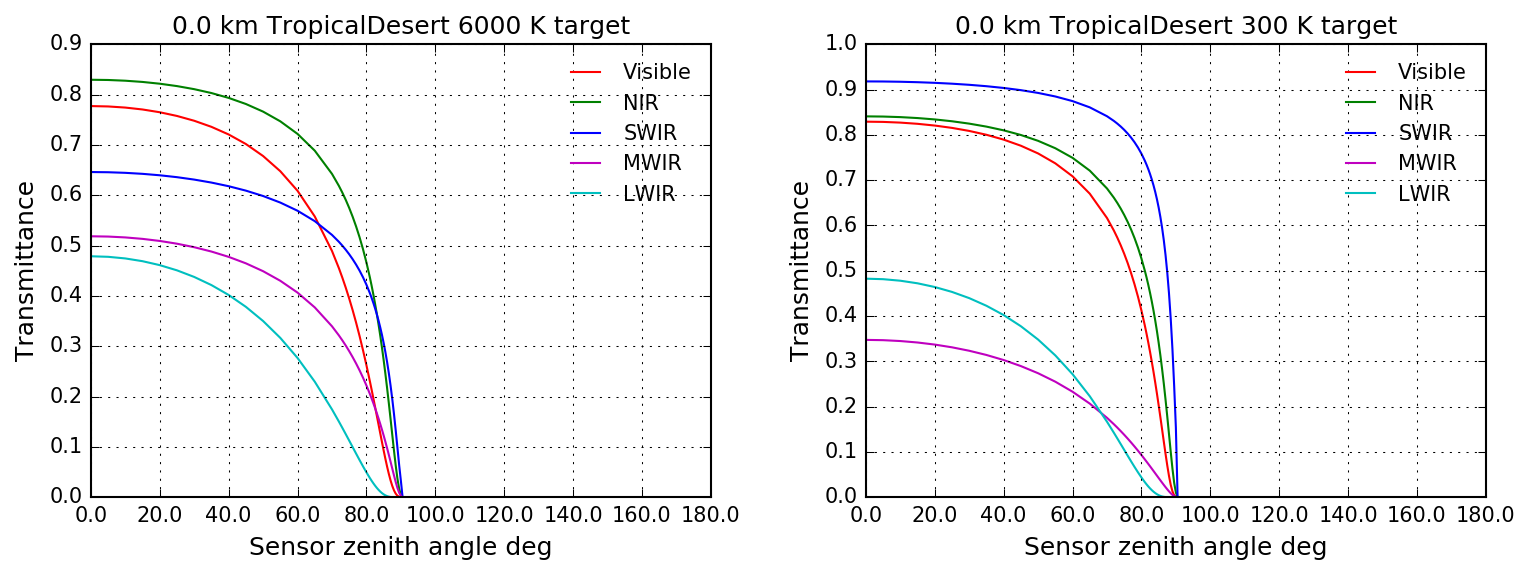 0.0 km TropicalDesert 6000 K target
0.9
0.8
0.7
0.6
0.5
0.4
0.3
0.2
0.1
0.0
Transmittance
Visible
NIR
SWIR
MWIR
LWIR
0.0 20.0 40.0 60.0 80.0 100.0 120.0 140.0 160.0 180.0
Sensor zenith angle deg
0.0 km TropicalDesert 300 K target
1.0
0.9
0.8
0.7
0.6
0.5
0.4
0.3
0.2
0.1
0.0
Transmittance
Visible
NIR
SWIR
MWIR
LWIR
0.0 20.0 40.0 60.0 80.0 100.0 120.0 140.0 160.0 180.0
Sensor zenith angle deg